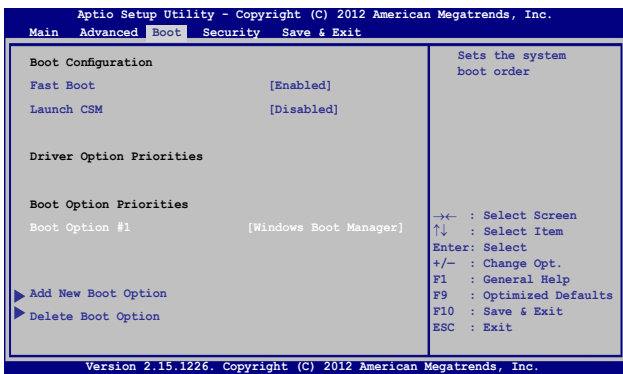 Aptio Setup Utility - Copyright (C) 2012 American Megatrends, Inc.
Main Advanced Boot Security Save & Exit
Boot Configuration
Fast Boot [Enabled]
Launch CSM [Disabled]
Driver Option Priorities
Boot Option Priorities
Boot Option #1 [Windows Boot Manager]
Add New Boot Option
Delete Boot Option
Sets the system
boot order
→← : Select Screen
↑↓ : Select Item
Enter: Select
+/— : Change Opt.
F1 : General Help
F9 : Optimized Defaults
F10 : Save & Exit
ESC : Exit
Version 2.15.1226. Copyright (C) 2012 American Megatrends, Inc.